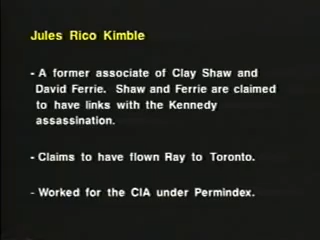 Jules Rico Kimble
- A former associate of Clay Shaw and
David Ferrie. Shaw and Ferrie are claimed
to have links with the Kennedy
assassination.
- Claims to have flown Ray to Toronto.
- Worked for the CIA under Permindex.